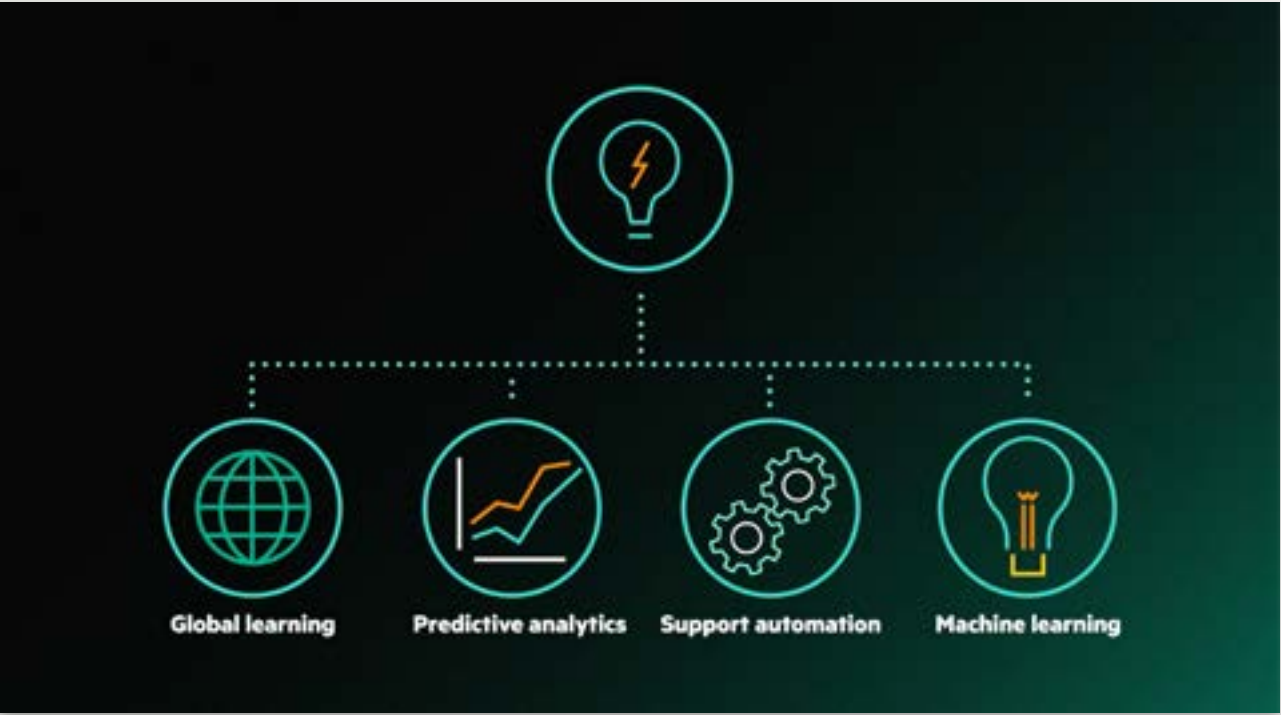 Global learning
Predictive analytics
Support automation
Machine learning